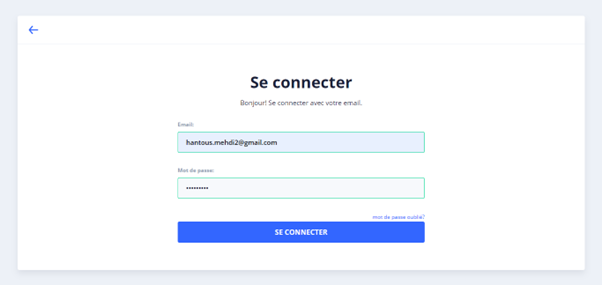 Se connecter
Bonjour! Se connecter avec votre email.
Email:
hantous.mehdi2@gmail.com
Mot de passe:
•••••••••
mot de passe oublié?
SE CONNECTER